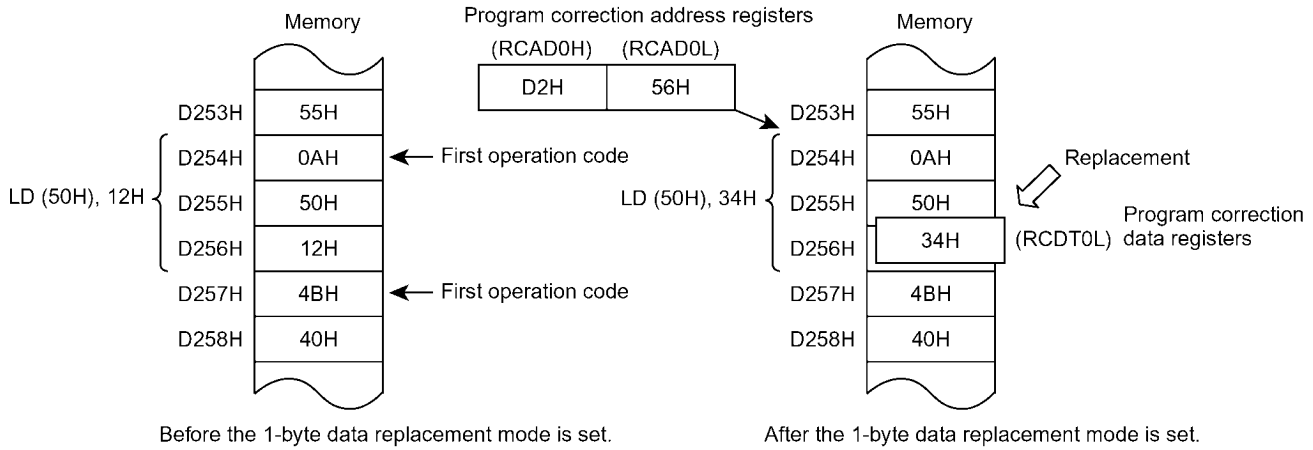 Program correction address registers
Memory
(RCAD0H) (RCAD0L)
Memory
D2H 56H
D253H 55H
D254H 0AH First operation code
LD (50H), 12H D255H 50H
D256H 12H
D257H 4BH First operation code
D258H 40H
D253H 55H
D254H 0AH Replacement
LD (50H), 34H D255H 50H
D256H 34H (RCDT0L) Program correction
data registers
D257H 4BH
D258H 40H
Before the 1-byte data replacement mode is set.
After the 1-byte data replacement mode is set.